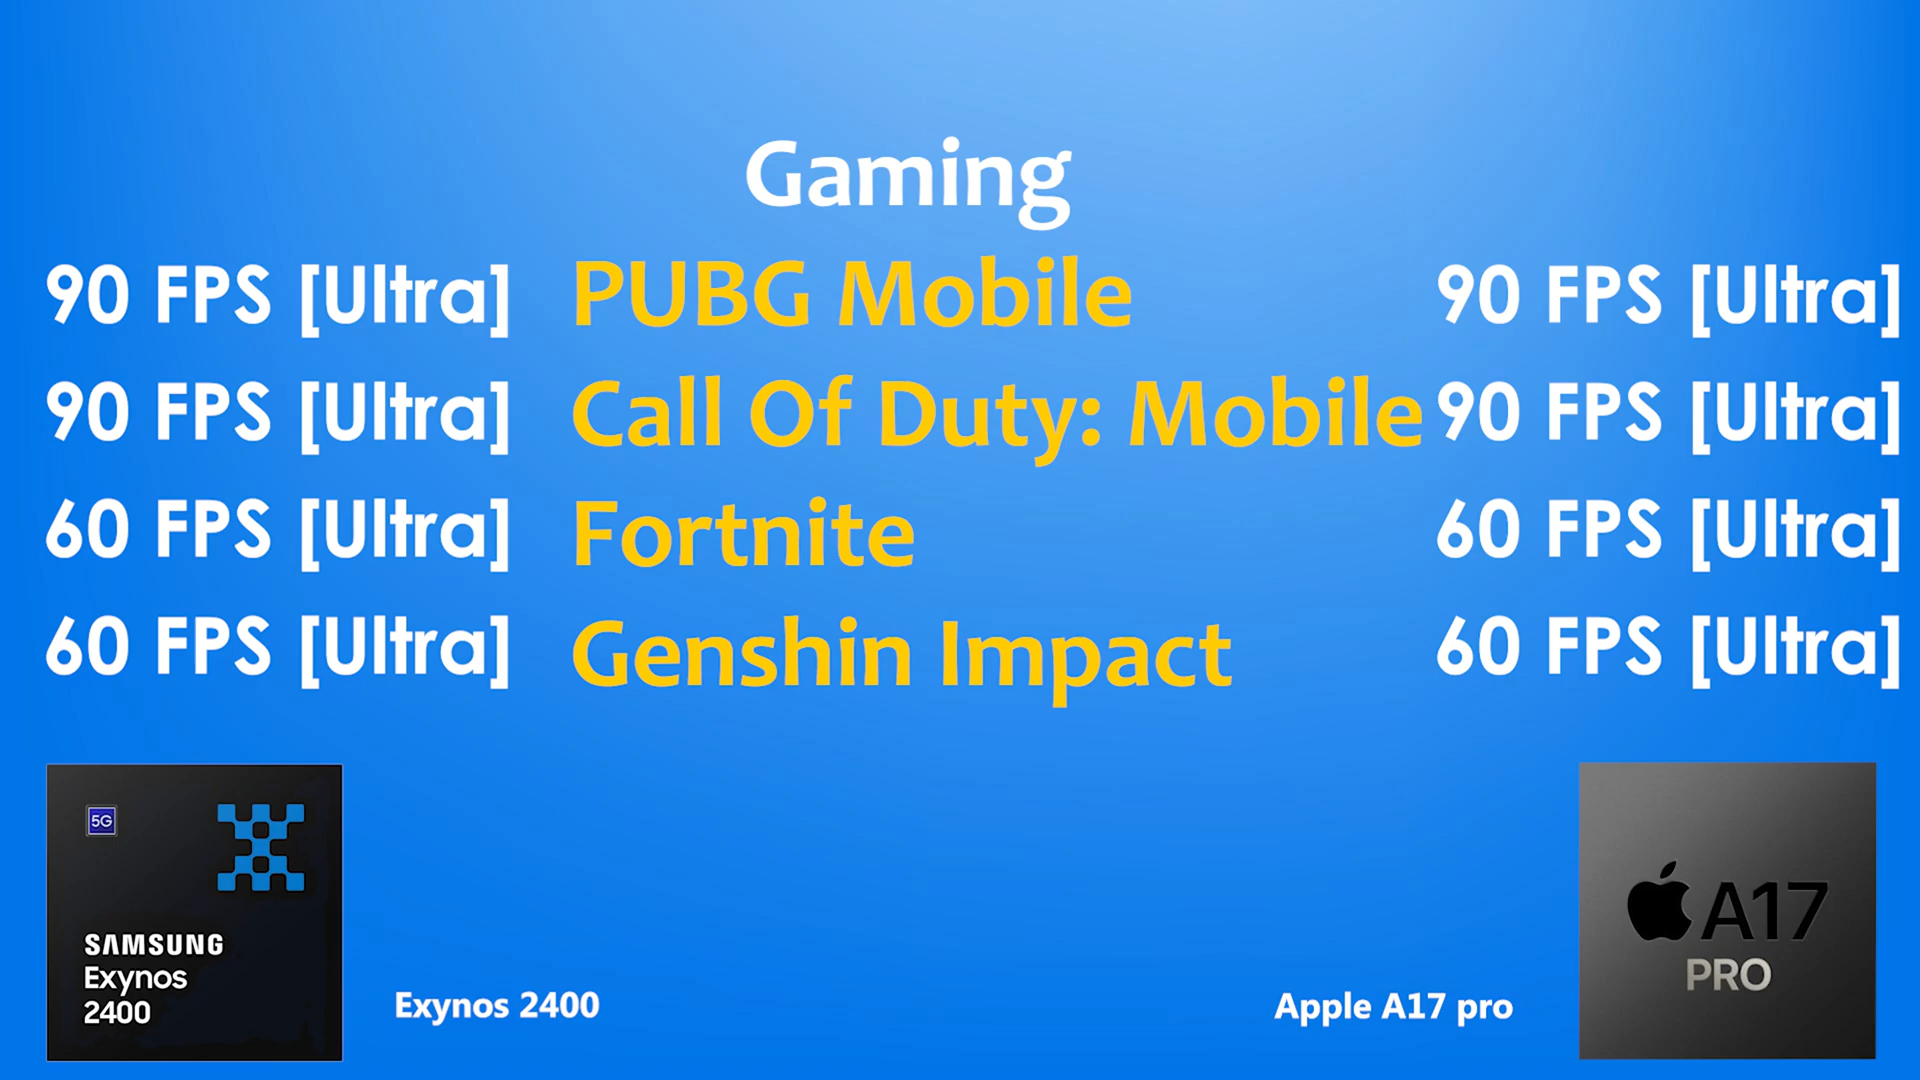 Gaming
90 FPS [Ultra] PUBG Mobile 90 FPS [Ultra]
90 FPS [Ultra] Call Of Duty: Mobile 90 FPS [Ultra]
60 FPS [Ultra] Fortnite 60 FPS [Ultra]
60 FPS [Ultra] Genshin Impact 60 FPS [Ultra]
5G
SAMSUNG
Exynos
2400
Exynos 2400
Apple A17 pro
A17
PRO